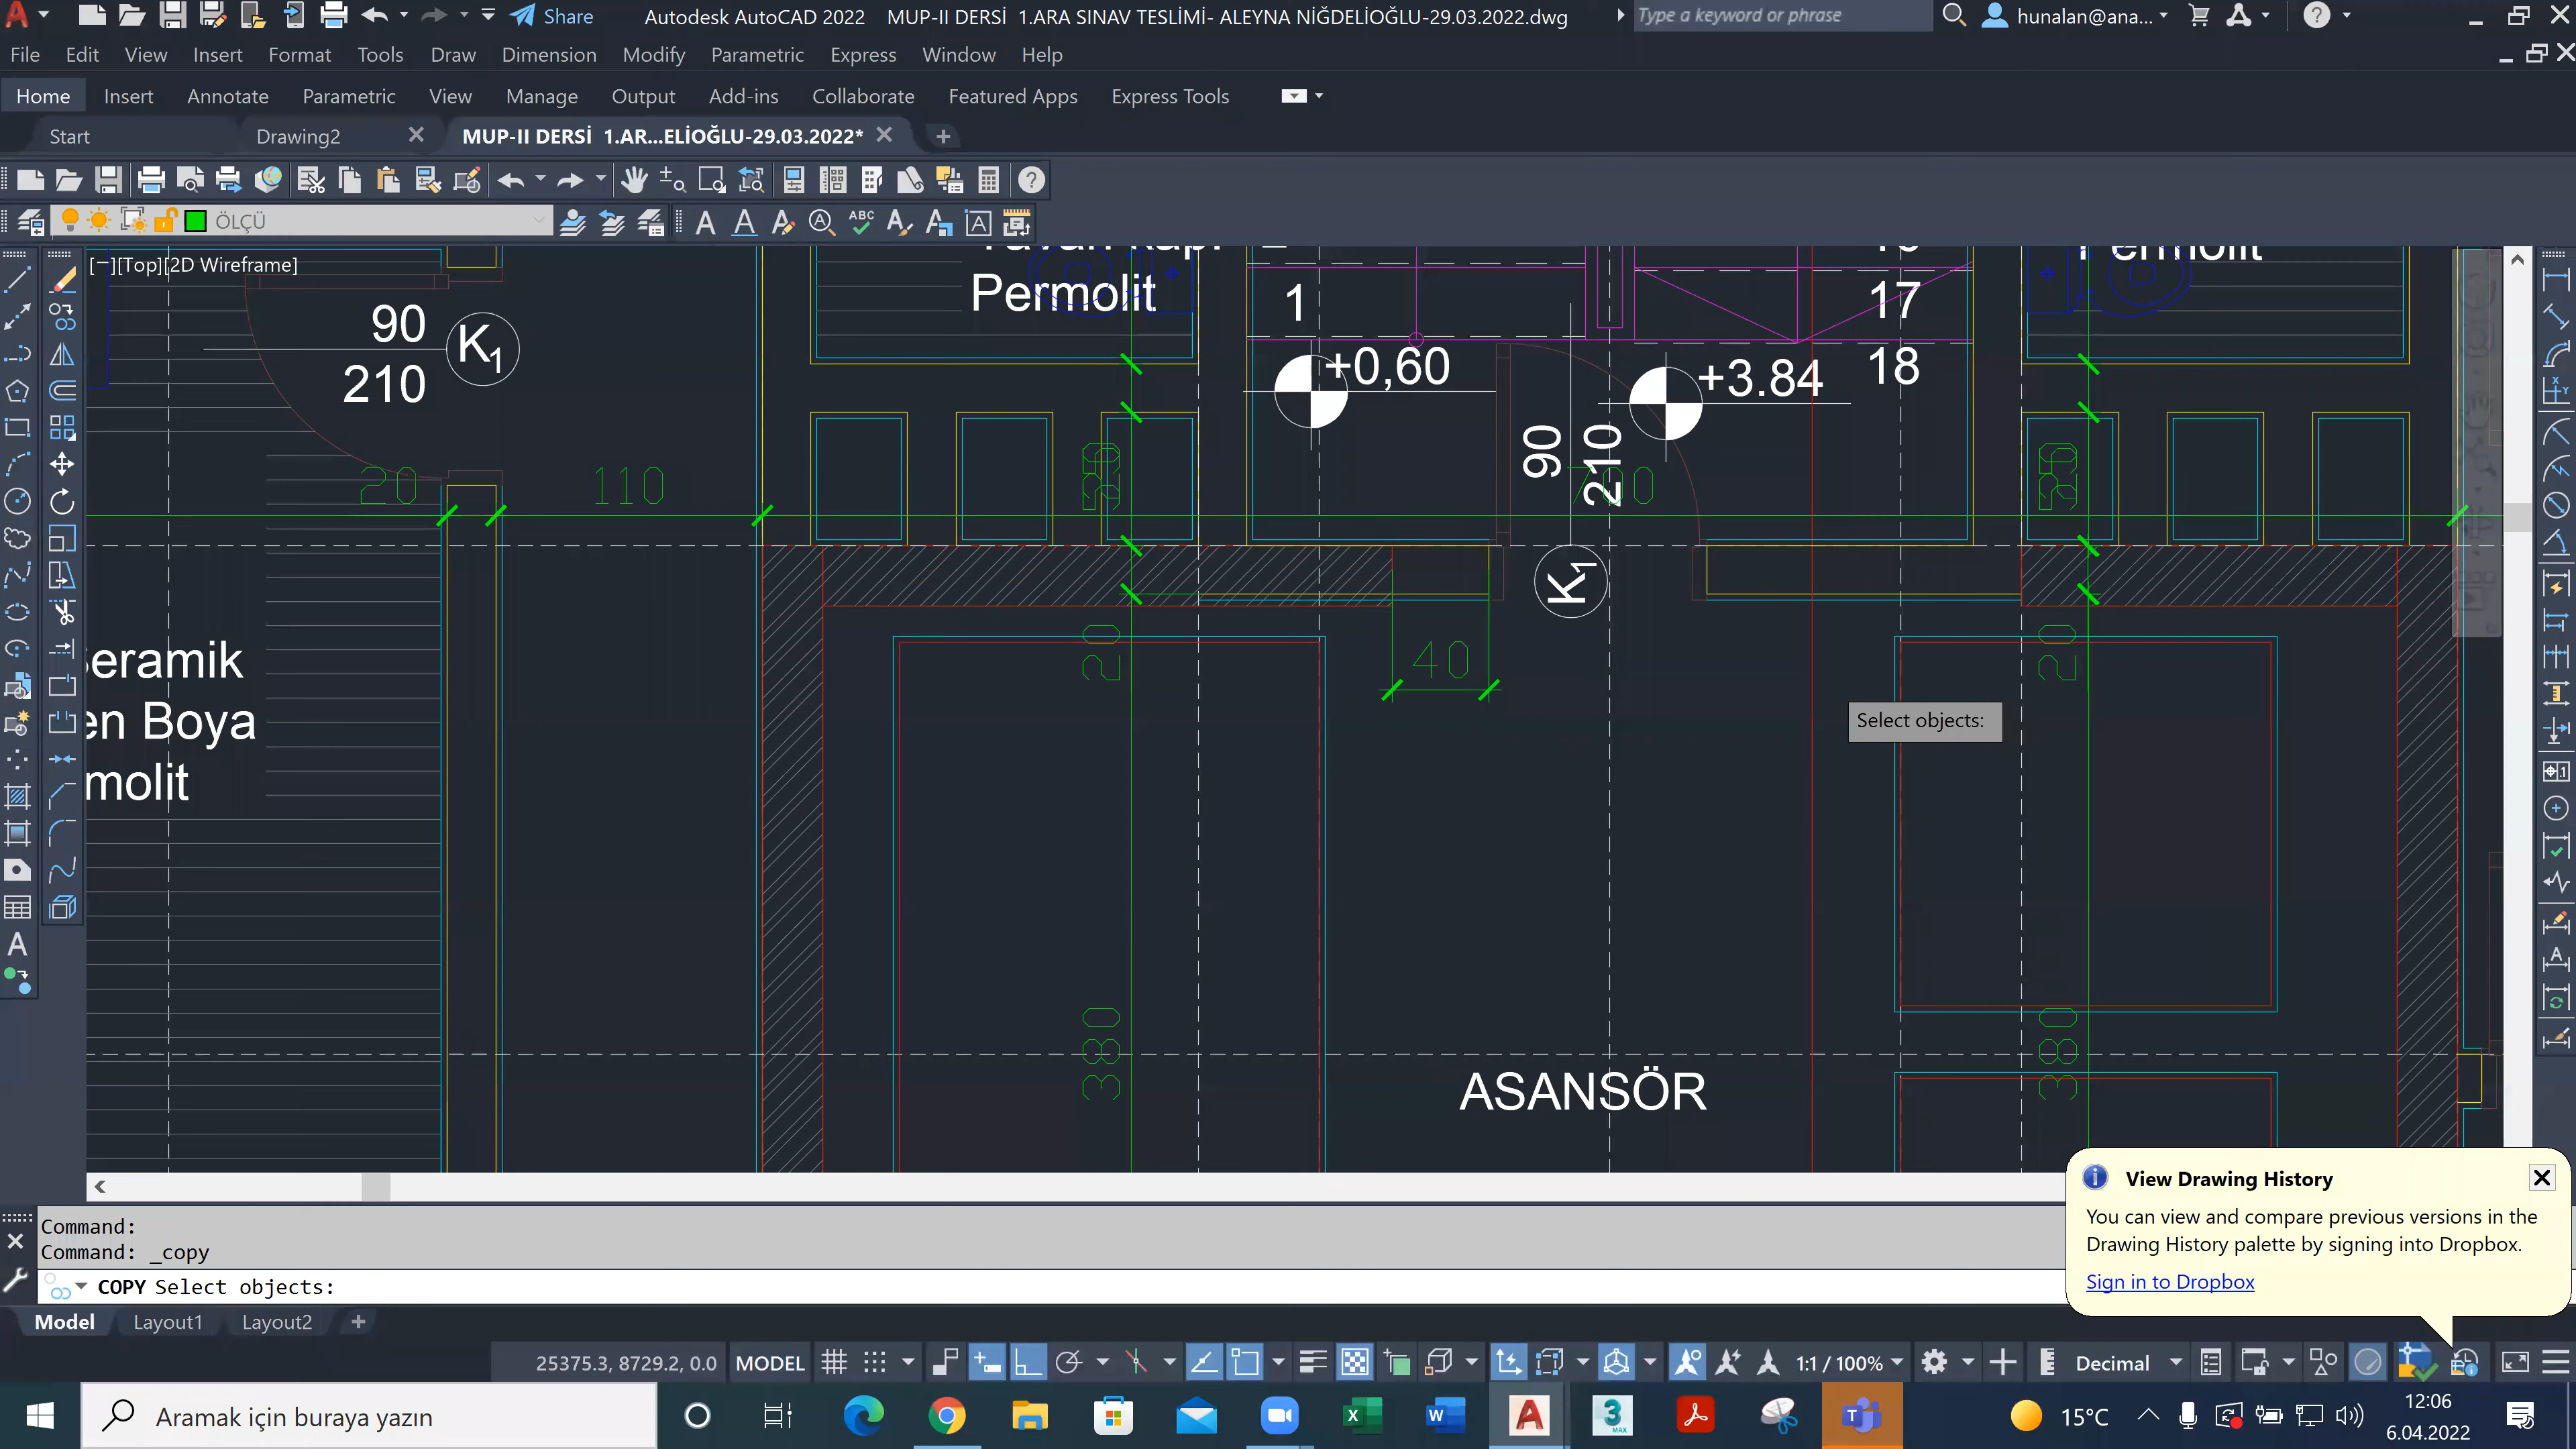 Share
Autodesk AutoCAD 2022 MUP-II DERSİ 1.ARA SINAV TESLİMİ- ALEYNA NİĞDELİOĞLU-29.03.2022.dwg
Type a keyword or phrase
hunalan@ana...
File Edit View Insert Format Tools Draw Dimension Modify Parametric Express Window Help
Home Insert Annotate Parametric View Manage Output Add-ins Collaborate Featured Apps Express Tools
Start Drawing2 MUP-II DERSİ 1.AR...ELİOĞLU-29.03.2022*
ÖLÇÜ
[−][Top][2D Wireframe]
Permolit
1
17
18
90
210
K1
+0,60
+3.84
90
210
20
110
K1
20
40
20
Select objects:
en Boya
molit
380
380
ASANSÖR
View Drawing History
You can view and compare previous versions in the
Drawing History palette by signing into Dropbox.
Sign in to Dropbox
Command:
Command: _copy
COPY Select objects:
Model Layout1 Layout2 +
25375.3, 8729.2, 0.0 MODEL 1:1 / 100% Decimal
Aramak için buraya yazın
15°C
12:06
6.04.2022